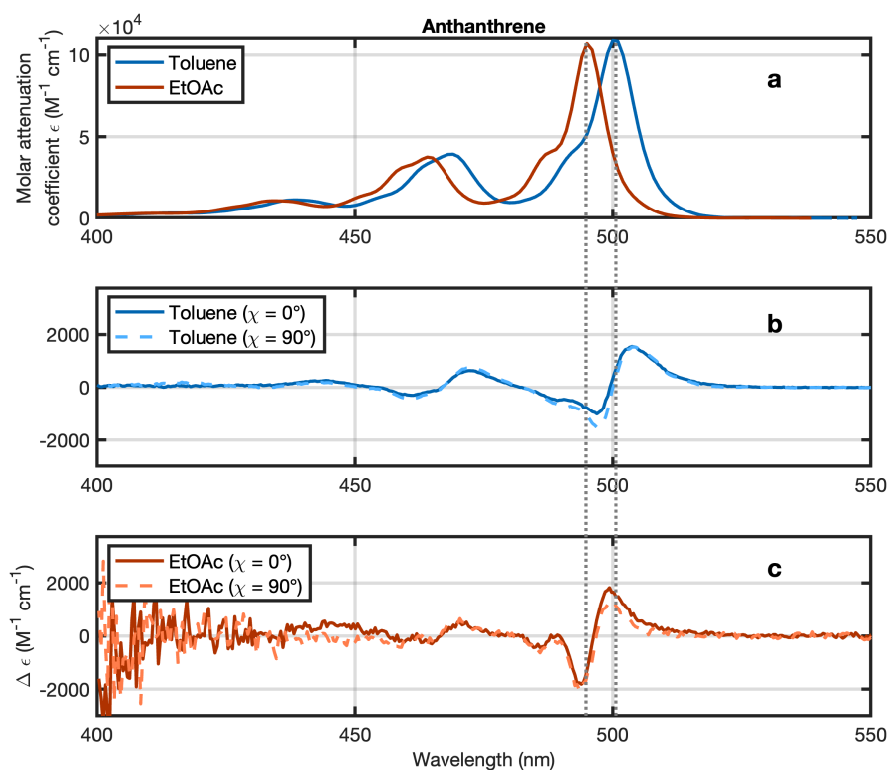 Anthanthrene
×10⁴
Toluene
EtOAc
a
10
5
0
Molar attenuation
coefficient ϵ (M⁻¹ cm⁻¹)
400
450
500
550
Toluene (χ = 0°)
Toluene (χ = 90°)
b
2000
0
-2000
400
450
500
550
EtOAc (χ = 0°)
EtOAc (χ = 90°)
c
2000
0
-2000
Δ ϵ (M⁻¹ cm⁻¹)
400
450
500
550
Wavelength (nm)